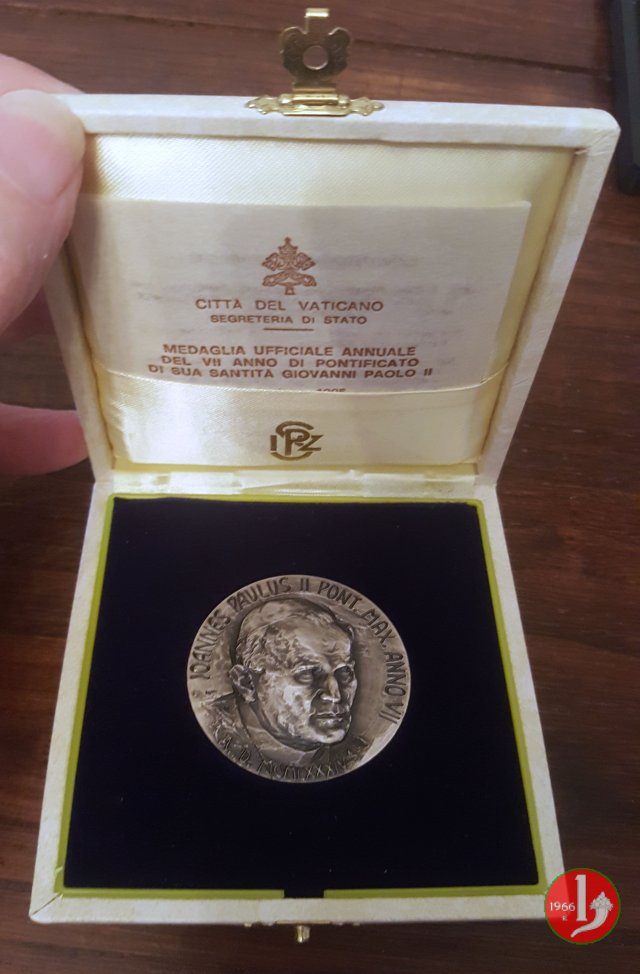 CITTÀ DEL VATICANO
SEGRETERIA DI STATO
MEDAGLIA UFFICIALE ANNUALE
DEL VII ANNO DI PONTIFICATO
DI SUA SANTITÀ GIOVANNI PAOLO II
IPZS
IOANNES PAULUS II PONT. MAX. ANNO VII
A. D.
1966